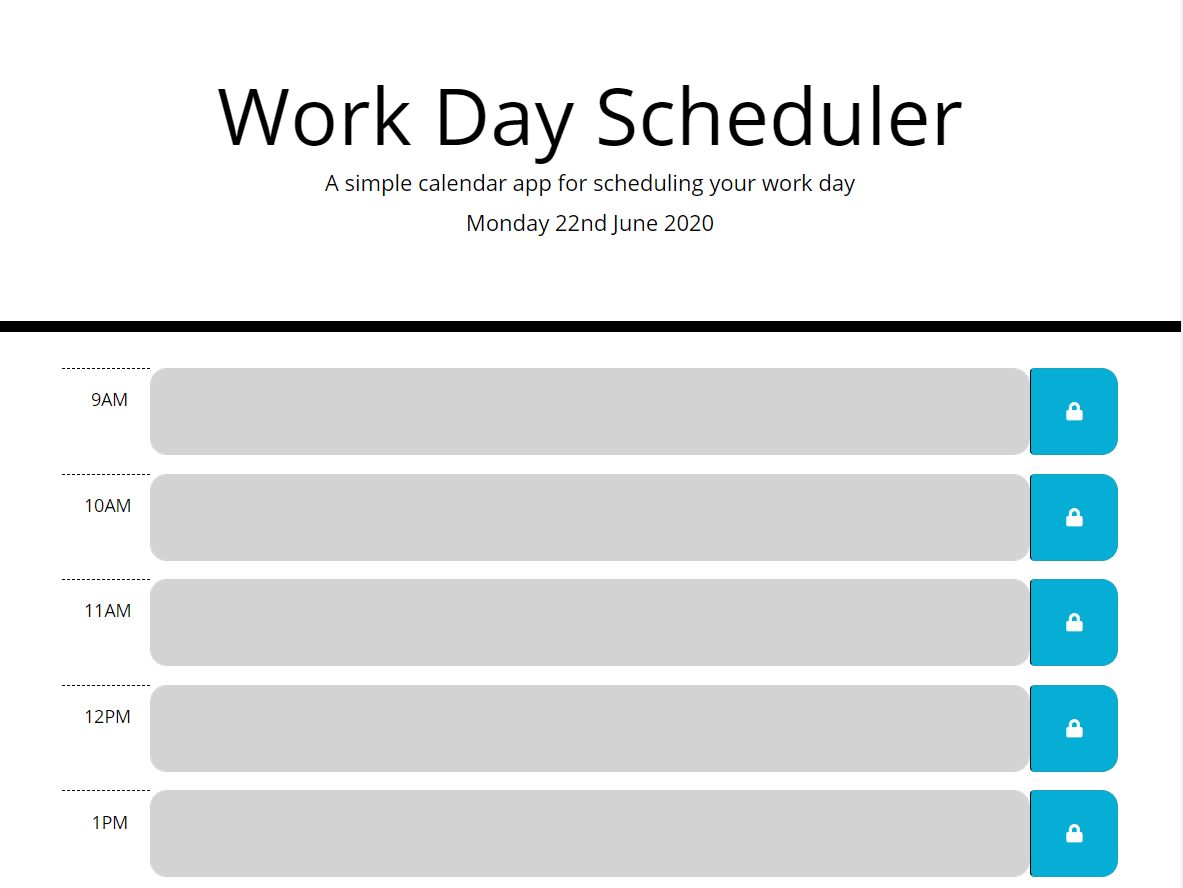 Work Day Scheduler
A simple calendar app for scheduling your work day
Monday 22nd June 2020
9AM
10AM
11AM
12PM
1PM